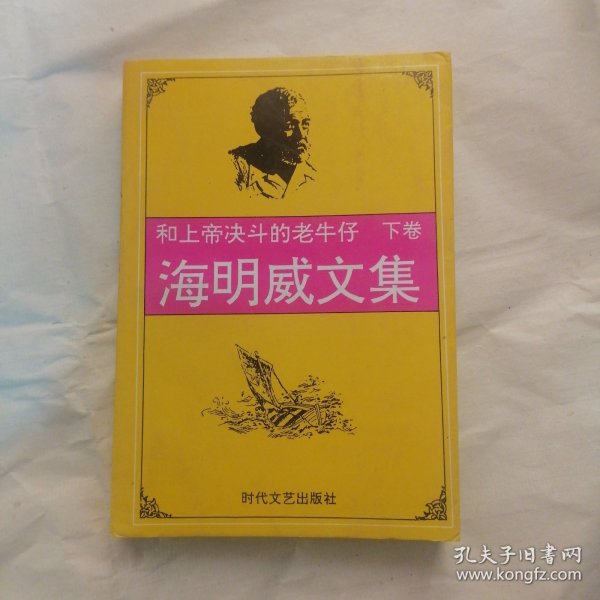 和上帝决斗的老牛仔 下卷
海明威文集
时代文艺出版社
孔夫子旧书网
www.kongfz.com